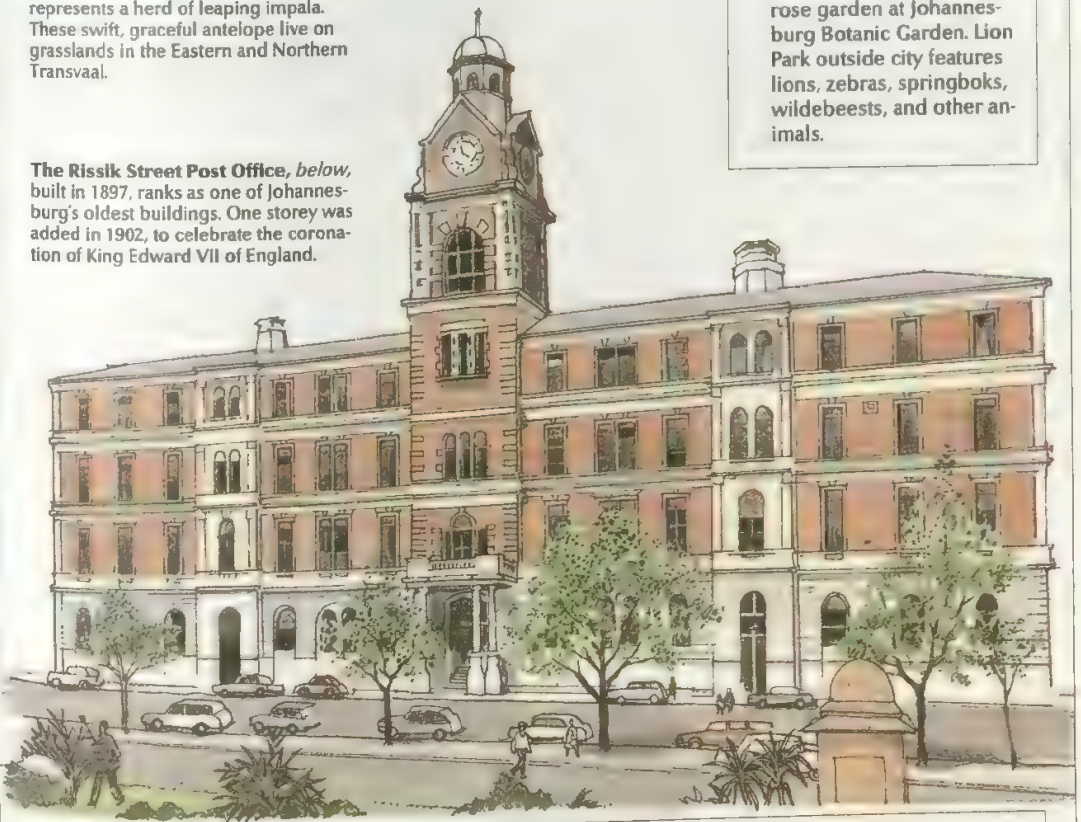 represents a herd of leaping impala.
These swift, graceful antelope live on
grasslands in the Eastern and Northern
Transvaal.
The Rissik Street Post Office, below,
built in 1897, ranks as one of Johannes-
burg's oldest buildings. One storey was
added in 1902, to celebrate the corona-
tion of King Edward VII of England.
rose garden at Johannes-
burg Botanic Garden. Lion
Park outside city features
lions, zebras, springboks,
wildebeests, and other an-
imals.